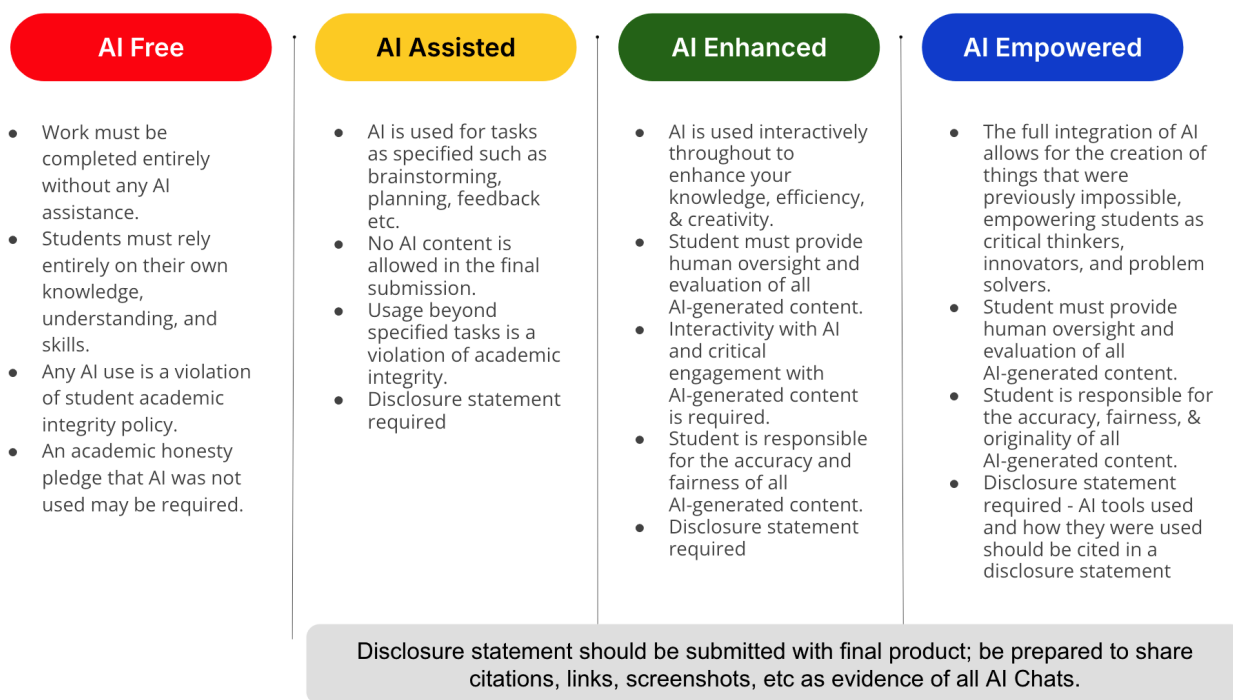 AI Free
● Work must be
completed entirely
without any AI
assistance.
● Students must rely
entirely on their own
knowledge,
understanding, and
skills.
● Any AI use is a violation
of student academic
integrity policy.
● An academic honesty
pledge that AI was not
used may be required.
AI Assisted
● AI is used for tasks
as specified such as
brainstorming,
planning, feedback
etc.
● No AI content is
allowed in the final
submission.
● Usage beyond
specified tasks is a
violation of academic
integrity.
● Disclosure statement
required
AI Enhanced
● AI is used interactively
throughout to
enhance your
knowledge, efficiency,
& creativity.
● Student must provide
human oversight and
evaluation of all
AI-generated content.
● Interactivity with AI
and critical
engagement with
AI-generated content
is required.
● Student is responsible
for the accuracy and
fairness of all
AI-generated content.
● Disclosure statement
required
AI Empowered
● The full integration of AI
allows for the creation of
things that were
previously impossible,
empowering students as
critical thinkers,
innovators, and problem
solvers.
● Student must provide
human oversight and
evaluation of all
AI-generated content.
● Student is responsible for
the accuracy, fairness, &
originality of all
AI-generated content.
● Disclosure statement
required - AI tools used
and how they were used
should be cited in a
disclosure statement
Disclosure statement should be submitted with final product; be prepared to share
citations, links, screenshots, etc as evidence of all AI Chats.